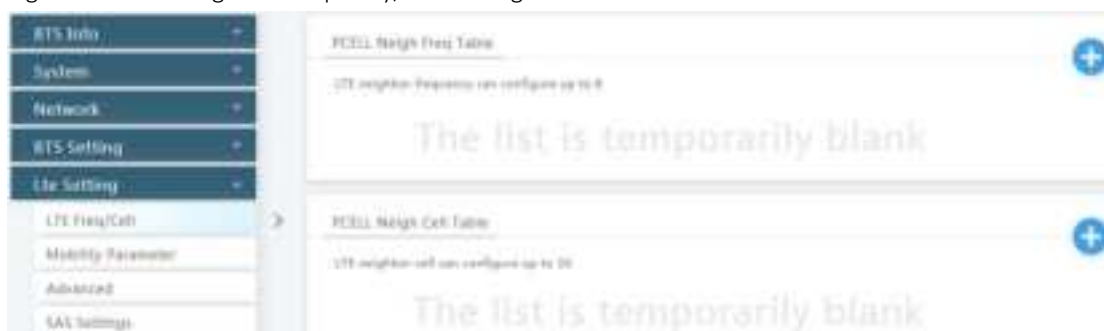 BTS Info
System
Network
BTS Setting
Lte Setting
LTE Freq/Cell
Mobility Parameter
Advanced
SAS Settings
PCELL Neigh Freq Table
LTE neighbor frequency can configure up to 8
The list is temporarily blank
PCELL Neigh Cell Table
LTE neighbor cell can configure up to 16
The list is temporarily blank